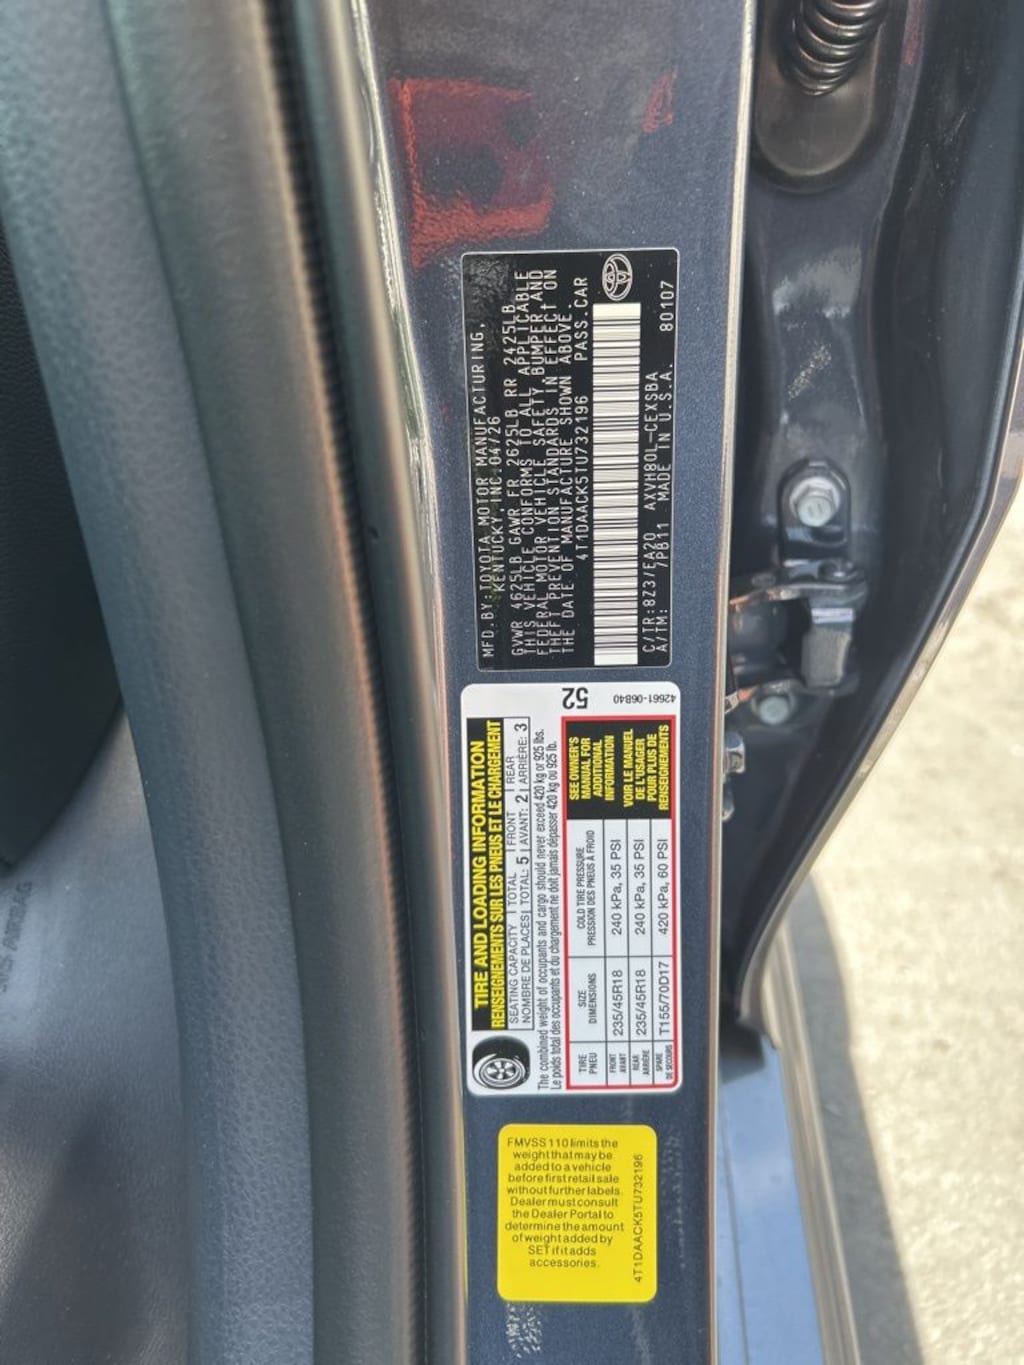 MFD.BY:TOYOTA MOTOR MANUFACTURING,
KENTUCKY, INC.04/26
GVWR 4625LB GAWR FR 2625LB RR 2425LB
THIS VEHICLE CONFORMS TO ALL APPLICABLE
FEDERAL MOTOR VEHICLE SAFETY, BUMPER, AND
THEFT PREVENTION STANDARDS IN EFFECT ON
THE DATE OF MANUFACTURE SHOWN ABOVE.
4T1DAACK5TU732196 PASS.CAR
C/TR:8Z3/EA20 AXVH80L-CEXSBA
A/TM: /PB11 MADE IN U.S.A. 80107
52
42661-06B40
TIRE AND LOADING INFORMATION
RENSEIGNEMENTS SUR LES PNEUS ET LE CHARGEMENT
SEATING CAPACITY TOTAL FRONT REAR
NOMBRE DE PLACES TOTAL: 5 AVANT: 2 ARRIÈRE: 3
The combined weight of occupants and cargo should never exceed 420 kg or 925 lbs.
Le poids total des occupants et du chargement ne doit jamais dépasser 420 kg ou 925 lb.
TIRE
PNEU
SIZE
DIMENSIONS
COLD TIRE PRESSURE
PRESSION DES PNEUS À FROID
FRONT
AVANT
235/45R18
240 kPa, 35 PSI
REAR
ARRIÈRE
235/45R18
240 kPa, 35 PSI
SPARE
DE SECOURS
T155/70D17
420 kPa, 60 PSI
SEE OWNER'S
MANUAL FOR
ADDITIONAL
INFORMATION
VOIR LE MANUEL
DE L'USAGER
POUR PLUS DE
RENSEIGNEMENTS
FMVSS 110 limits the
weight that may be
added to a vehicle
before first retail sale
without further labels.
Dealer must consult
the Dealer Portal to
determine the amount
of weight added by
SET if it adds
accessories.
4T1DAACK5TU732196
AIRBAG